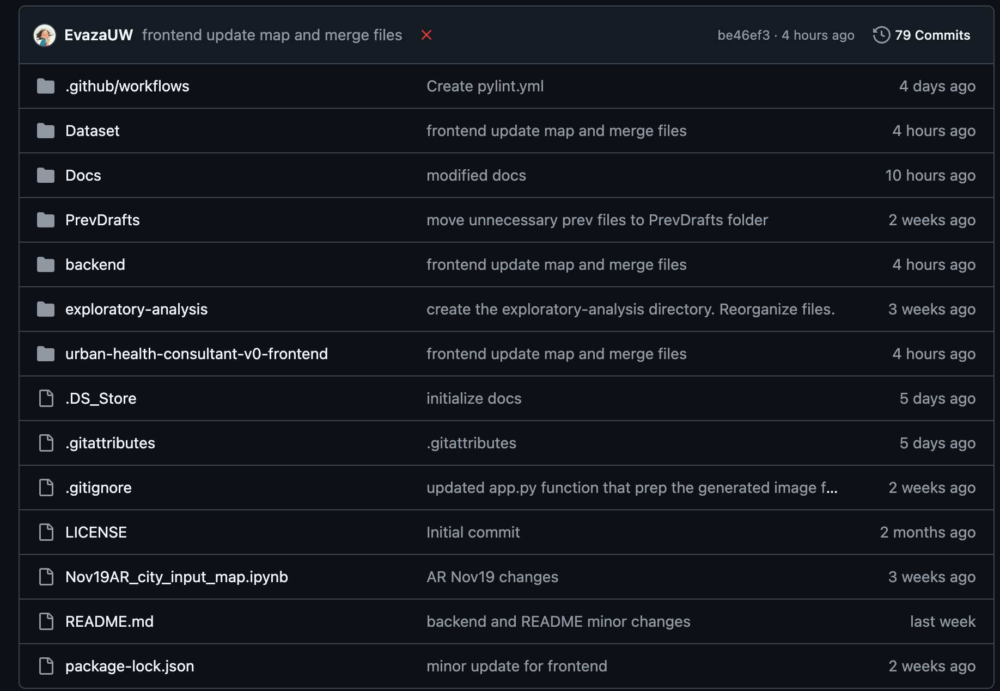 EvazaUW frontend update map and merge files be46ef3 · 4 hours ago 79 Commits
.github/workflows Create pylint.yml 4 days ago
Dataset frontend update map and merge files 4 hours ago
Docs modified docs 10 hours ago
PrevDrafts move unnecessary prev files to PrevDrafts folder 2 weeks ago
backend frontend update map and merge files 4 hours ago
exploratory-analysis create the exploratory-analysis directory. Reorganize files. 3 weeks ago
urban-health-consultant-v0-frontend frontend update map and merge files 4 hours ago
.DS_Store initialize docs 5 days ago
.gitattributes .gitattributes 5 days ago
.gitignore updated app.py function that prep the generated image f... 2 weeks ago
LICENSE Initial commit 2 months ago
Nov19AR_city_input_map.ipynb AR Nov19 changes 3 weeks ago
README.md backend and README minor changes last week
package-lock.json minor update for frontend 2 weeks ago